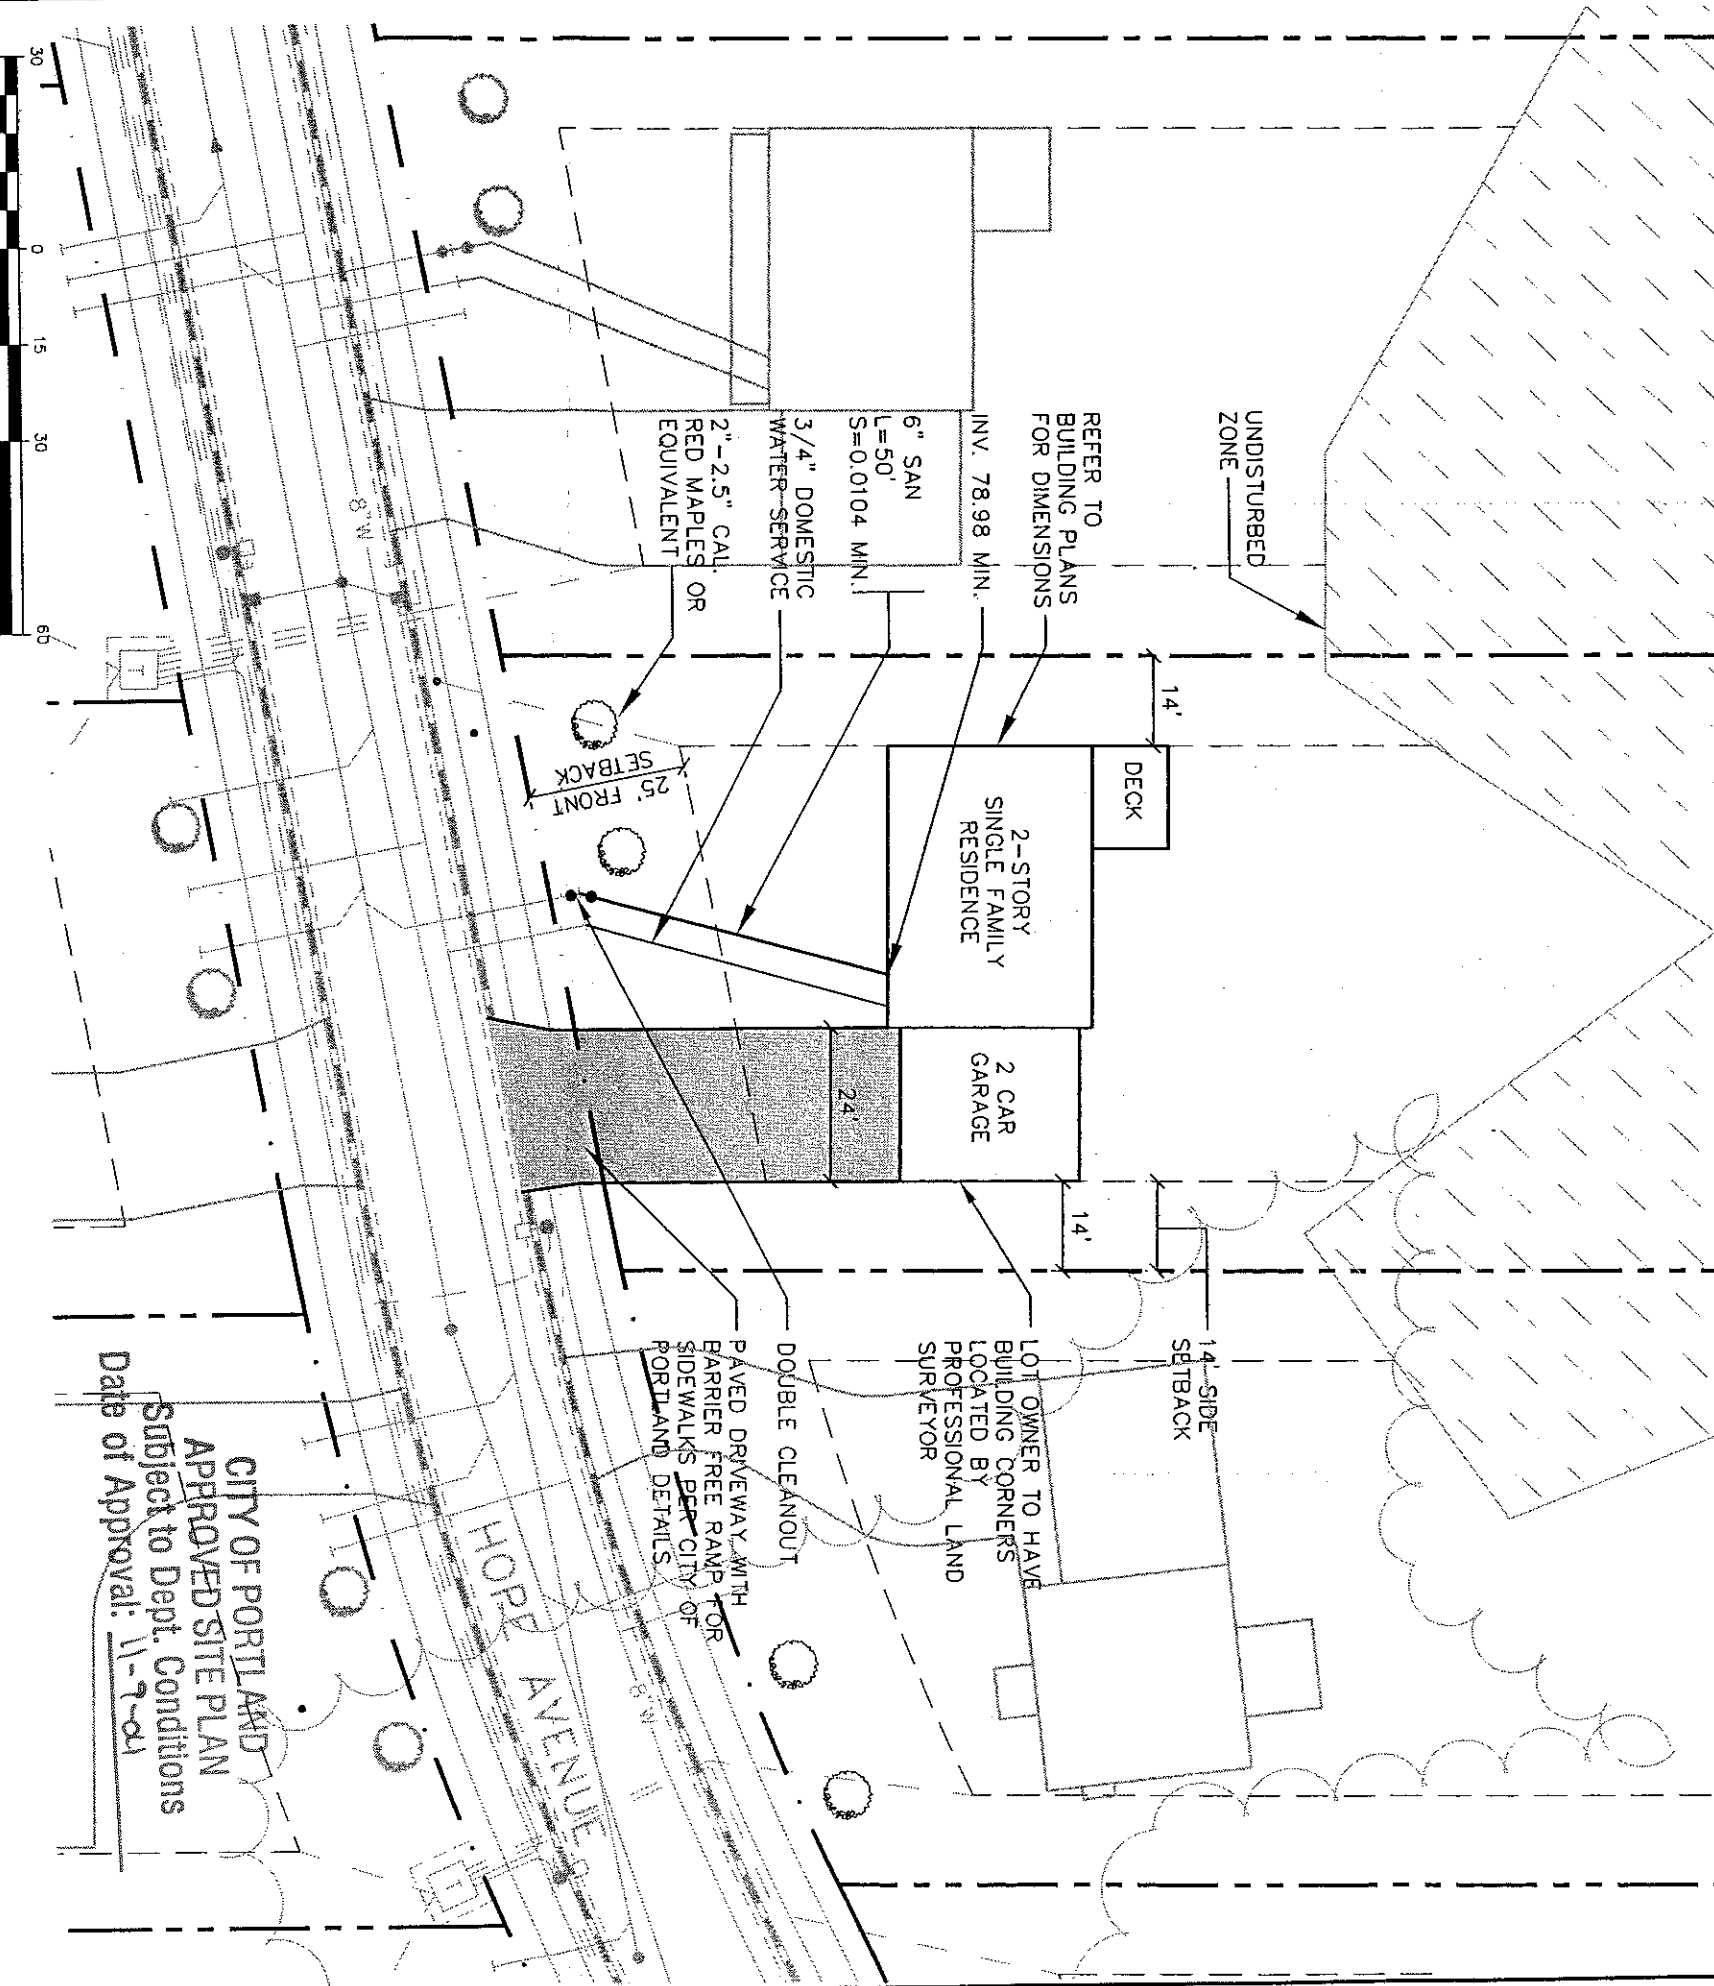 UNDISTURBED
ZONE
REFER TO
BUILDING PLANS
FOR DIMENSIONS
INV. 78.98 MIN.
6" SAN
L=50'
S=0.0104 MIN.
3/4" DOMESTIC
WATER SERVICE
2"-2.5" CAL.
RED MAPLES OR
EQUIVALENT
14'
DECK
2-STORY
SINGLE FAMILY
RESIDENCE
25' FRONT
SETBACK
2 CAR
GARAGE
24'
14'
14' SIDE
SETBACK
LOT OWNER TO HAVE
BUILDING CORNERS
LOCATED BY
PROFESSIONAL LAND
SURVEYOR
DOUBLE CLEANOUT
PAVED DRIVEWAY WITH
BARRIER FREE RAMP FOR
SIDEWALKS PER CITY OF
PORTLAND DETAILS
8"W
8"W
HOPE AVENUE
T
T
30
0
15
30
60
CITY OF PORTLAND
APPROVED SITE PLAN
Subject to Dept. Conditions
Date of Approval: